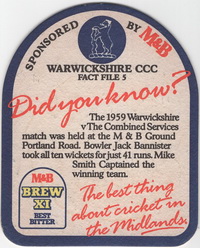 SPONSORED BY M&B
WARWICKSHIRE CCC
FACT FILE 5
Did you know?
The 1959 Warwickshire
v The Combined Services
match was held at the M & B Ground
Portland Road. Bowler Jack Bannister
took all ten wickets for just 41 runs. Mike
Smith Captained the
winning team.
M&B
BREW
XI
BEST
BITTER
The best thing
about cricket in
the Midlands.